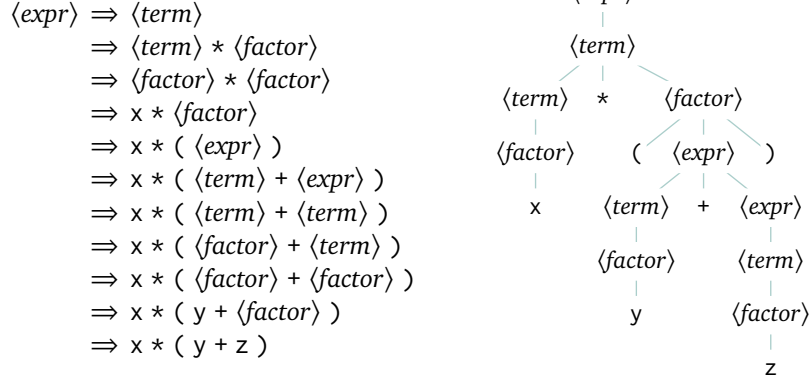 ⟨expr⟩ ⇒ ⟨term⟩
⇒ ⟨term⟩ * ⟨factor⟩
⇒ ⟨factor⟩ * ⟨factor⟩
⇒ x * ⟨factor⟩
⇒ x * ( ⟨expr⟩ )
⇒ x * ( ⟨term⟩ + ⟨expr⟩ )
⇒ x * ( ⟨term⟩ + ⟨term⟩ )
⇒ x * ( ⟨factor⟩ + ⟨term⟩ )
⇒ x * ( ⟨factor⟩ + ⟨factor⟩ )
⇒ x * ( y + ⟨factor⟩ )
⇒ x * ( y + z )
⟨term⟩
⟨term⟩ * ⟨factor⟩
⟨factor⟩ ( ⟨expr⟩ )
x ⟨term⟩ + ⟨expr⟩
⟨factor⟩ ⟨term⟩
y ⟨factor⟩
z